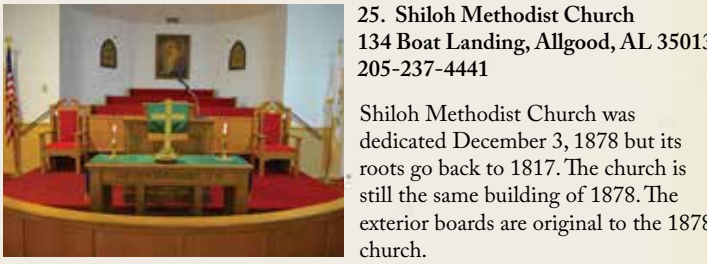 25. Shiloh Methodist Church
134 Boat Landing, Allgood, AL 35013
205-237-4441
Shiloh Methodist Church was
dedicated December 3, 1878 but its
roots go back to 1817. The church is
still the same building of 1878. The
exterior boards are original to the 1878
church.